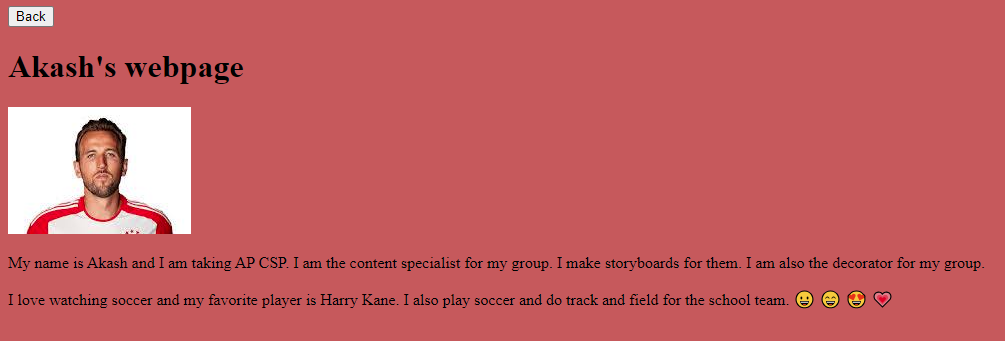 Back
Akash's webpage
My name is Akash and I am taking AP CSP. I am the content specialist for my group. I make storyboards for them. I am also the decorator for my group.
I love watching soccer and my favorite player is Harry Kane. I also play soccer and do track and field for the school team. 😀 😄 😍 💗